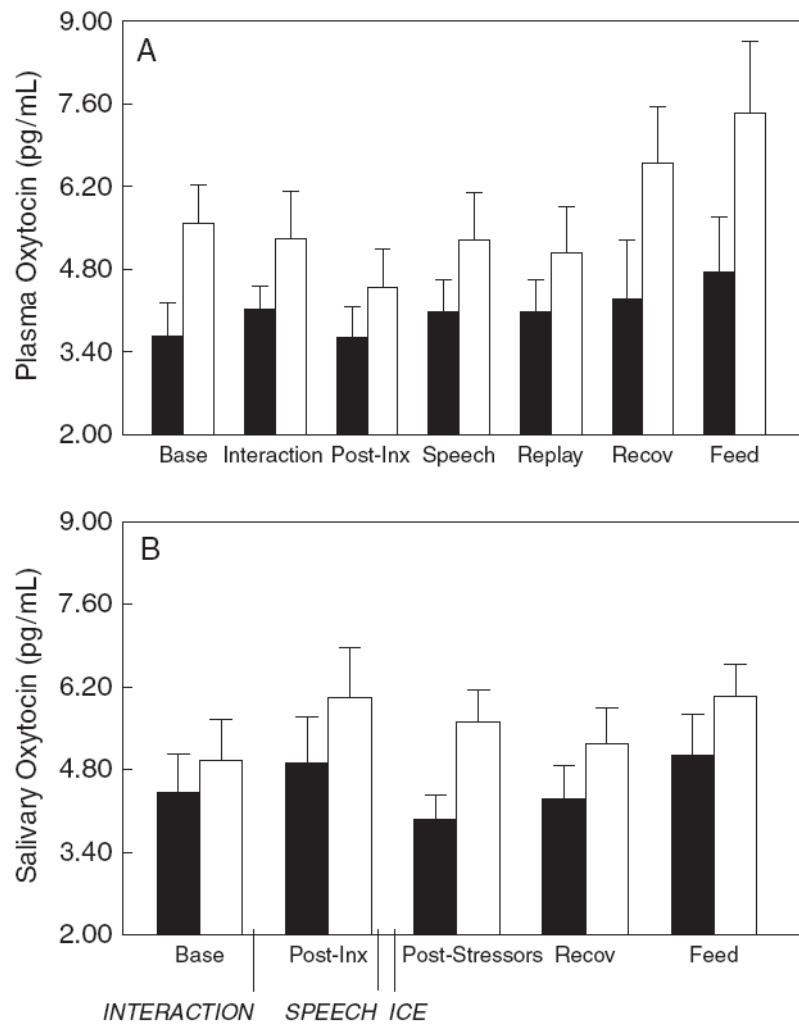 A
Plasma Oxytocin (pg/mL)
9.00
7.60
6.20
4.80
3.40
2.00
Base Interaction Post-Inx Speech Replay Recov Feed
B
Salivary Oxytocin (pg/mL)
9.00
7.60
6.20
4.80
3.40
2.00
Base Post-Inx Post-Stressors Recov Feed
INTERACTION SPEECH ICE